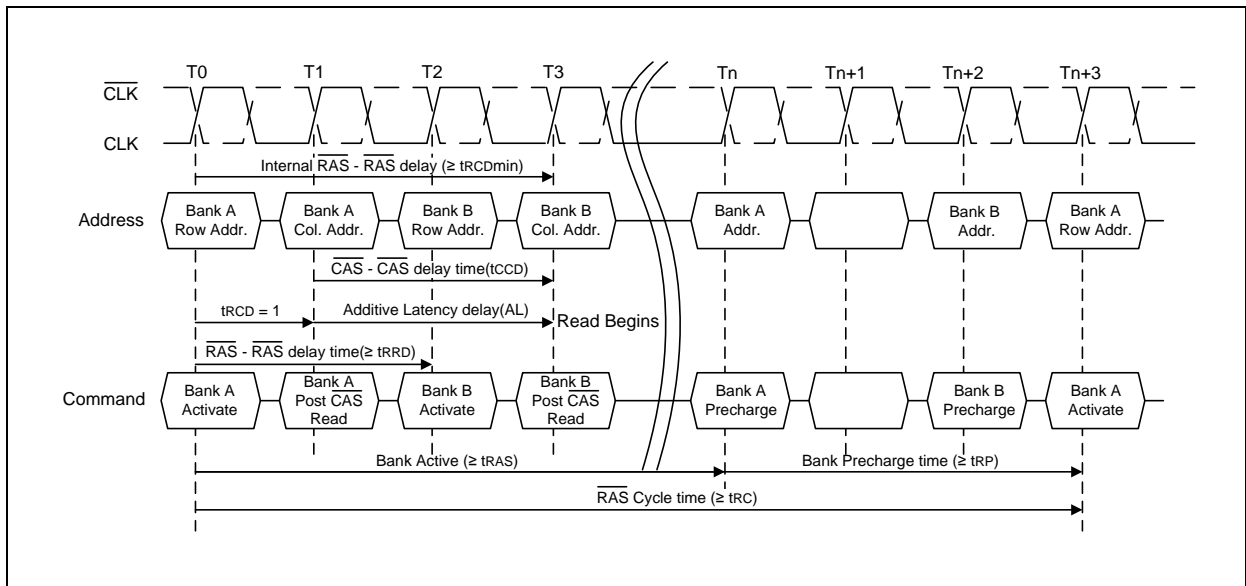 T0 T1 T2 T3 Tn Tn+1 Tn+2 Tn+3
CLK
CLK
Internal RAS - RAS delay (≥ tRCDmin)
Address
Bank A
Row Addr.
Bank A
Col. Addr.
Bank B
Row Addr.
Bank B
Col. Addr.
Bank A
Addr.
Bank B
Addr.
Bank A
Row Addr.
CAS - CAS delay time(tCCD)
tRCD = 1
Additive Latency delay(AL)
Read Begins
RAS - RAS delay time(≥ tRRD)
Command
Bank A
Activate
Bank A
Post CAS
Read
Bank B
Activate
Bank B
Post CAS
Read
Bank A
Precharge
Bank B
Precharge
Bank A
Activate
Bank Active (≥ tRAS)
Bank Precharge time (≥ tRP)
RAS Cycle time (≥ tRC)